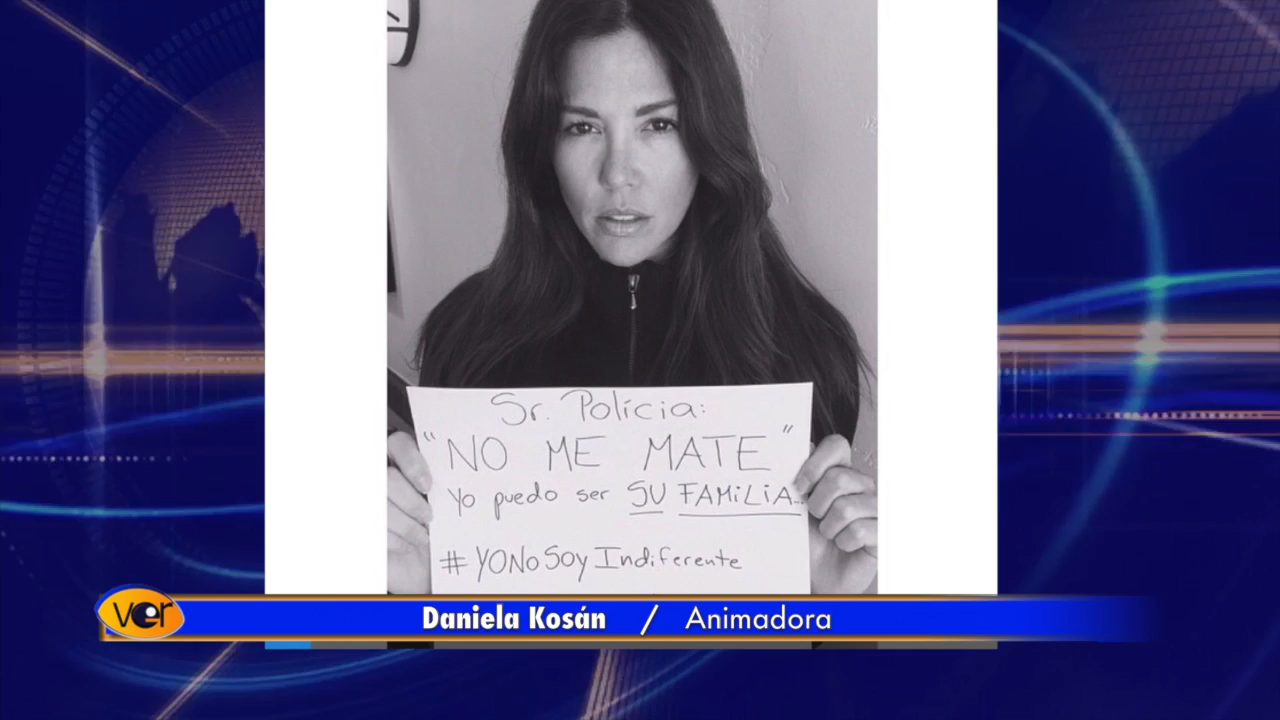 Sr. Policia:
"NO ME MATE"
Yo puedo ser SU FAMiLiA...
#YONoSoyIndiferente
ver
Daniela Kosán / Animadora